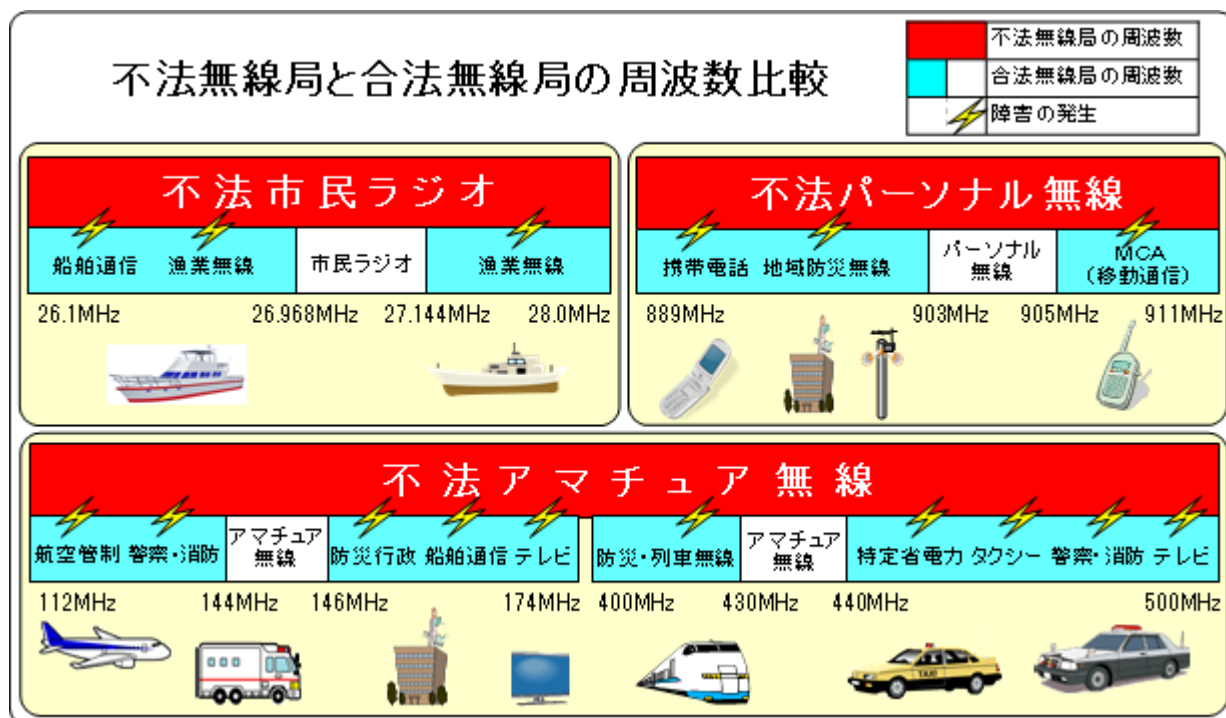 不法無線局と合法無線局の周波数比較
不法無線局の周波数
合法無線局の周波数
障害の発生
不法市民ラジオ
船舶通信 漁業無線 市民ラジオ 漁業無線
26.1MHz 26.968MHz 27.144MHz 28.0MHz
不法パーソナル無線
携帯電話 地域防災無線 パーソナル無線 MCA(移動通信)
889MHz 903MHz 905MHz 911MHz
不法アマチュア無線
航空管制 警察・消防 アマチュア無線 防災行政 船舶通信 テレビ 防災・列車無線 アマチュア無線 特定省電力 タクシー 警察・消防 テレビ
112MHz 144MHz 146MHz 174MHz 400MHz 430MHz 440MHz 500MHz
TAXI